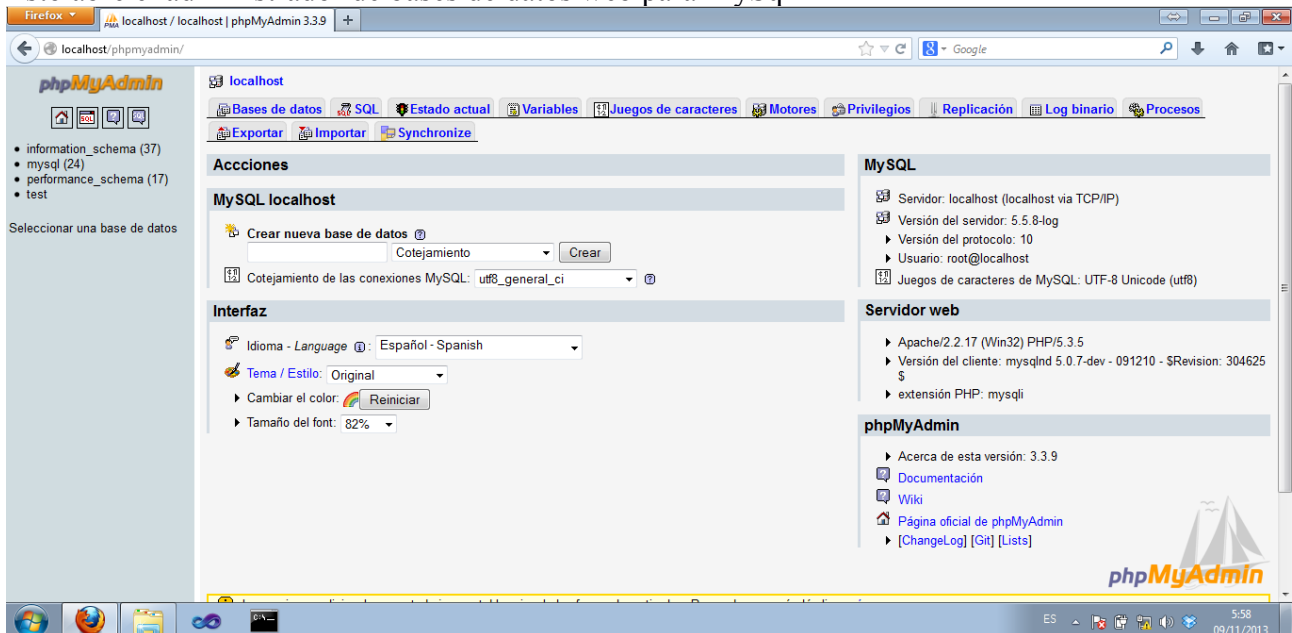 Firefox
localhost / localhost | phpMyAdmin 3.3.9
localhost/phpmyadmin/
Google
phpMyAdmin
SQL
information_schema (37)
mysql (24)
performance_schema (17)
test
Seleccionar una base de datos
localhost
Bases de datos SQL Estado actual Variables Juegos de caracteres Motores Privilegios Replicación Log binario Procesos
Exportar Importar Synchronize
Accciones
MySQL localhost
Crear nueva base de datos
Cotejamiento Crear
Cotejamiento de las conexiones MySQL: utf8_general_ci
Interfaz
Idioma - Language : Español - Spanish
Tema / Estilo: Original
Cambiar el color: Reiniciar
Tamaño del font: 82%
MySQL
Servidor: localhost (localhost via TCP/IP)
Versión del servidor: 5.5.8-log
Versión del protocolo: 10
Usuario: root@localhost
Juegos de caracteres de MySQL: UTF-8 Unicode (utf8)
Servidor web
Apache/2.2.17 (Win32) PHP/5.3.5
Versión del cliente: mysqlnd 5.0.7-dev - 091210 - $Revision: 304625
$
extensión PHP: mysqli
phpMyAdmin
Acerca de esta versión: 3.3.9
Documentación
Wiki
Página oficial de phpMyAdmin
[ChangeLog] [Git] [Lists]
phpMyAdmin
ES
5:58
09/11/2013